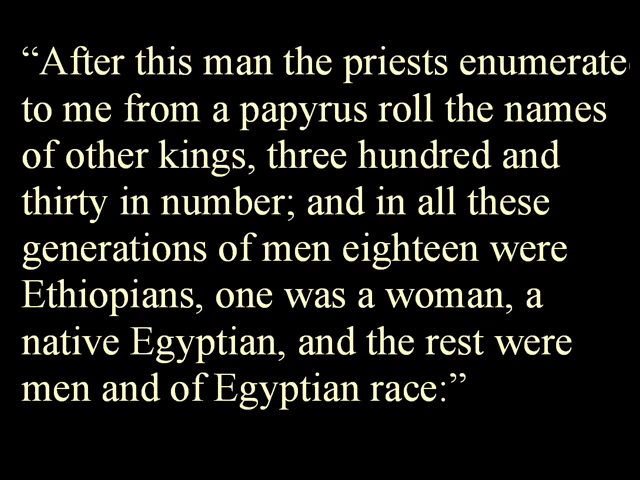 “After this man the priests enumerated
to me from a papyrus roll the names
of other kings, three hundred and
thirty in number; and in all these
generations of men eighteen were
Ethiopians, one was a woman, a
native Egyptian, and the rest were
men and of Egyptian race:”